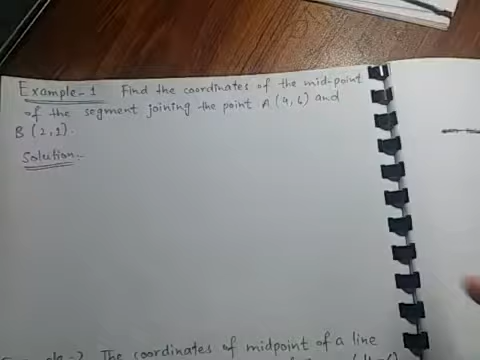 Example-1 Find the coordinates of the mid-point
of the segment joining the point A (4, 6) and
B (2, 2).
Solution:-
The coordinates of midpoint of a line